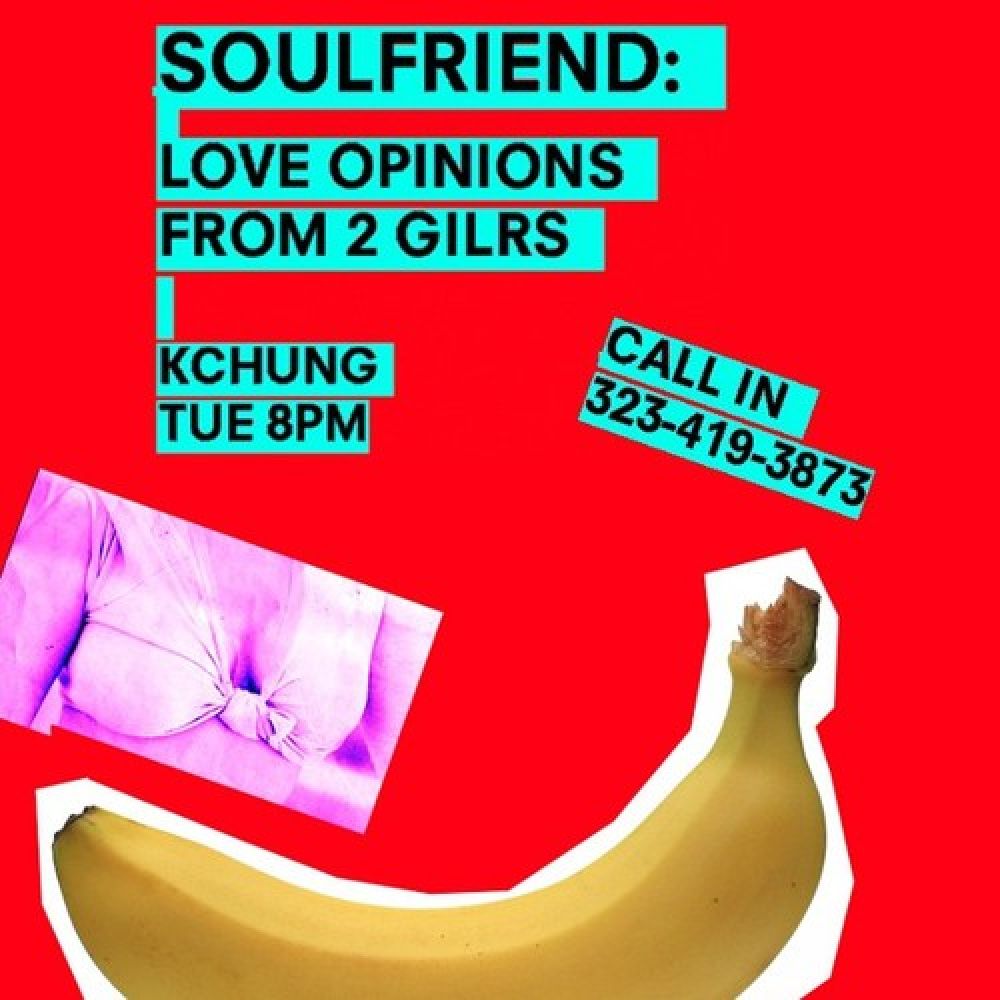 SOULFRIEND:
LOVE OPINIONS
FROM 2 GILRS
KCHUNG
TUE 8PM
CALL IN
323-419-3873